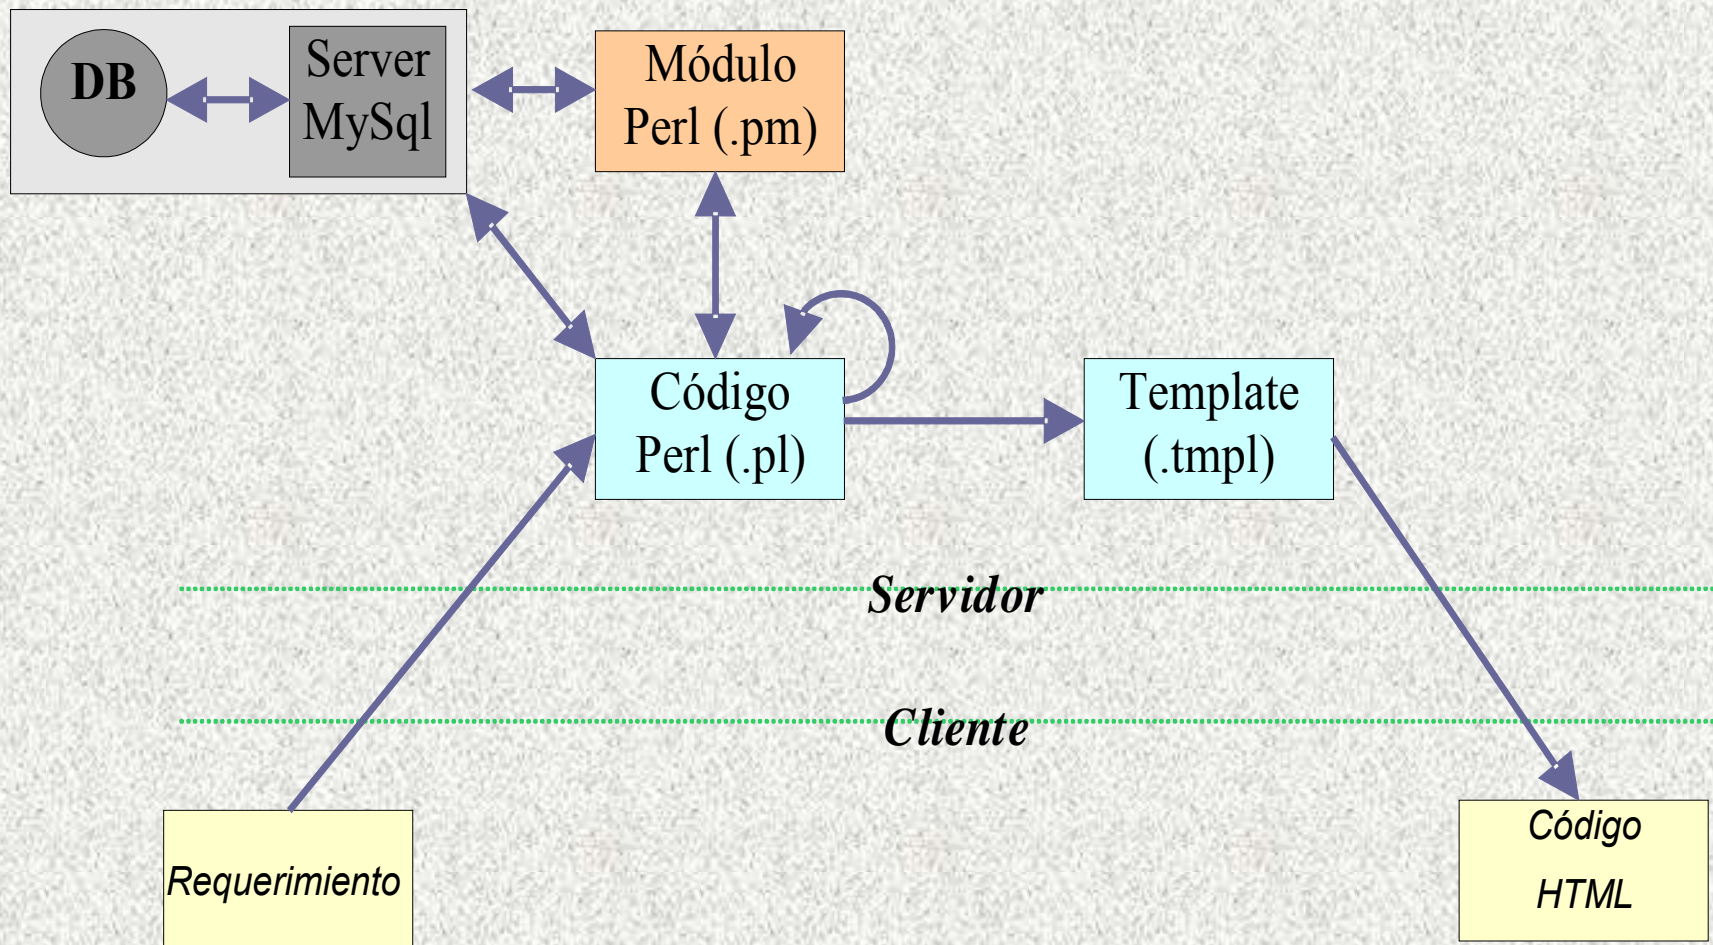 DB
Server
MySql
Módulo
Perl (.pm)
Código
Perl (.pl)
Template
(.tmpl)
Servidor
Cliente
Requerimiento
Código
HTML